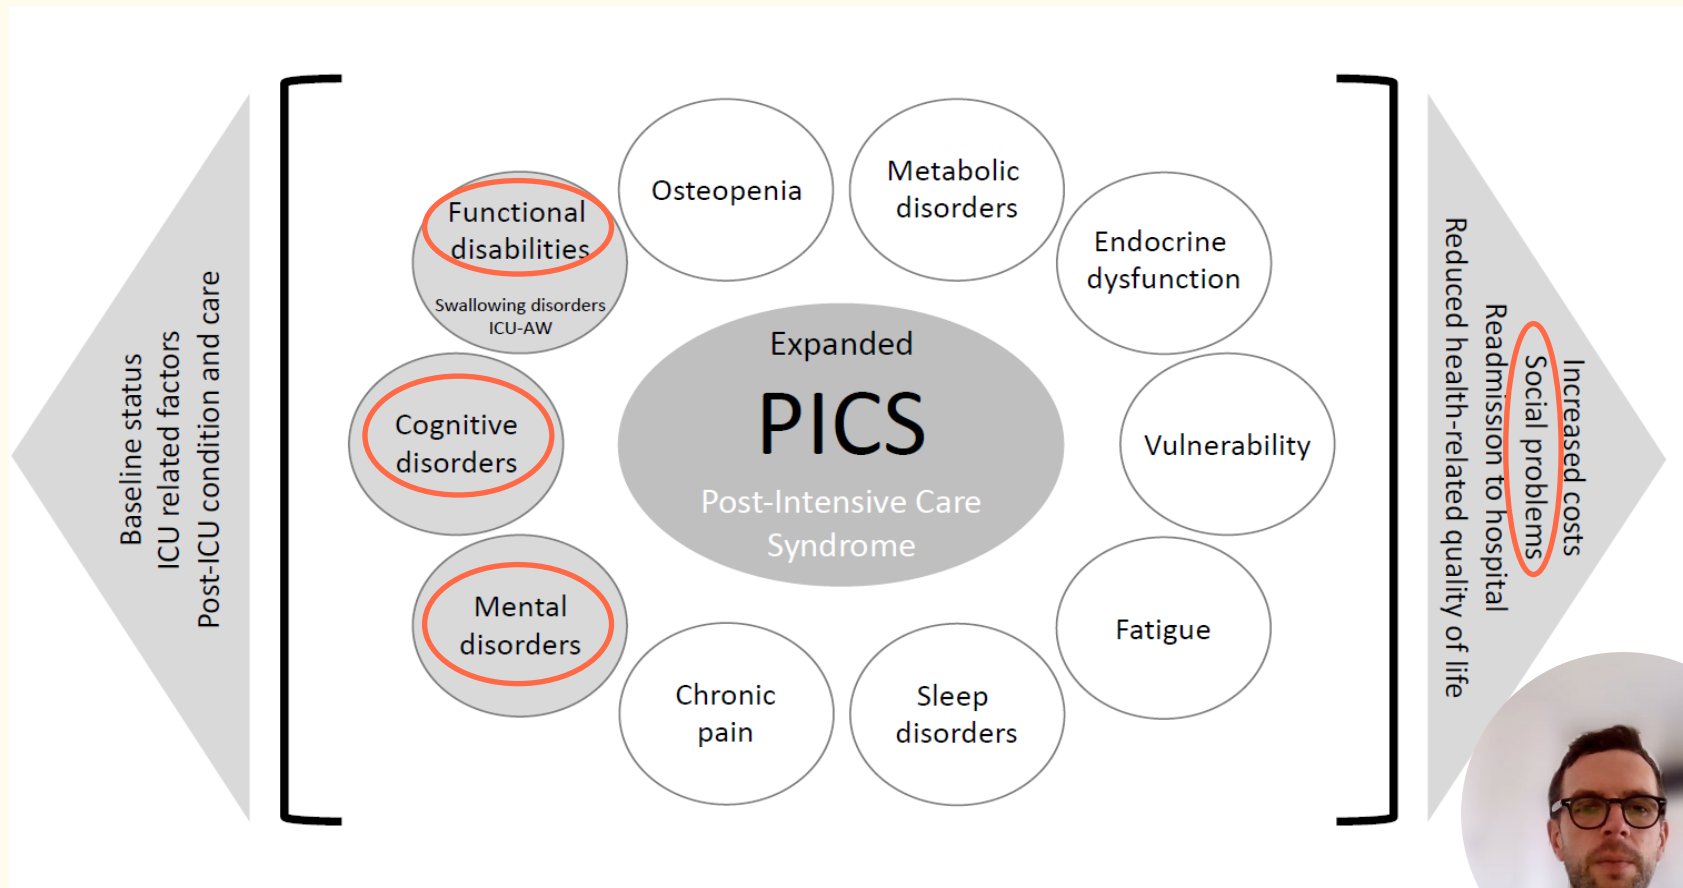 Baseline status
ICU related factors
Post-ICU condition and care
Osteopenia
Metabolic
disorders
Functional
disabilities
Swallowing disorders
ICU-AW
Endocrine
dysfunction
Expanded
PICS
Post-Intensive Care
Syndrome
Cognitive
disorders
Vulnerability
Mental
disorders
Fatigue
Chronic
pain
Sleep
disorders
Increased costs
Social problems
Readmission to hospital
Reduced health-related quality of life